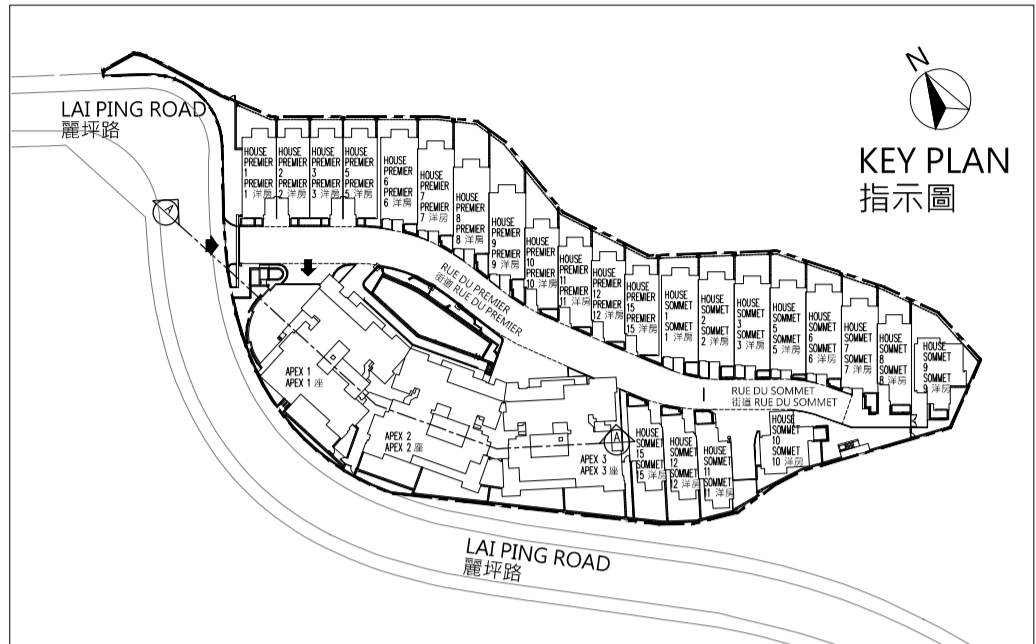 N
KEY PLAN
指示圖
LAI PING ROAD
麗坪路
A
HOUSE
PREMIER
1
PREMIER
1 洋房
HOUSE
PREMIER
2
PREMIER
2 洋房
HOUSE
PREMIER
3
PREMIER
3 洋房
HOUSE
PREMIER
5
PREMIER
5 洋房
HOUSE
PREMIER
6
PREMIER
6 洋房
HOUSE
PREMIER
7
PREMIER
7 洋房
HOUSE
PREMIER
8
PREMIER
8 洋房
HOUSE
PREMIER
9
PREMIER
9 洋房
HOUSE
PREMIER
10
PREMIER
10 洋房
HOUSE
PREMIER
11
PREMIER
11 洋房
HOUSE
PREMIER
12
PREMIER
12 洋房
HOUSE
PREMIER
15
PREMIER
15 洋房
HOUSE
SOMMET
1
SOMMET
1 洋房
HOUSE
SOMMET
2
SOMMET
2 洋房
HOUSE
SOMMET
3
SOMMET
3 洋房
HOUSE
SOMMET
5
SOMMET
5 洋房
HOUSE
SOMMET
6
SOMMET
6 洋房
HOUSE
SOMMET
7
SOMMET
7 洋房
HOUSE
SOMMET
8
SOMMET
8 洋房
HOUSE
SOMMET
9
SOMMET
9 洋房
RUE DU PREMIER
街道 RUE DU PREMIER
RUE DU SOMMET
街道 RUE DU SOMMET
APEX 1
APEX 1 座
APEX 2
APEX 2 座
APEX 3
APEX 3 座
A
HOUSE
SOMMET
15
SOMMET
15 洋房
HOUSE
SOMMET
12
SOMMET
12 洋房
HOUSE
SOMMET
11
SOMMET
11 洋房
HOUSE
SOMMET
10
SOMMET
10 洋房
LAI PING ROAD
麗坪路